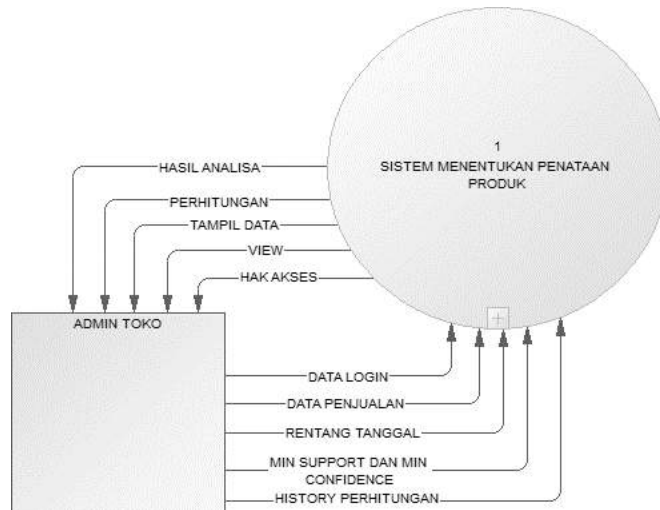 1
SISTEM MENENTUKAN PENATAAN
PRODUK
HASIL ANALISA
PERHITUNGAN
TAMPIL DATA
VIEW
HAK AKSES
ADMIN TOKO
DATA LOGIN
DATA PENJUALAN
RENTANG TANGGAL
MIN SUPPORT DAN MIN
CONFIDENCE
HISTORY PERHITUNGAN